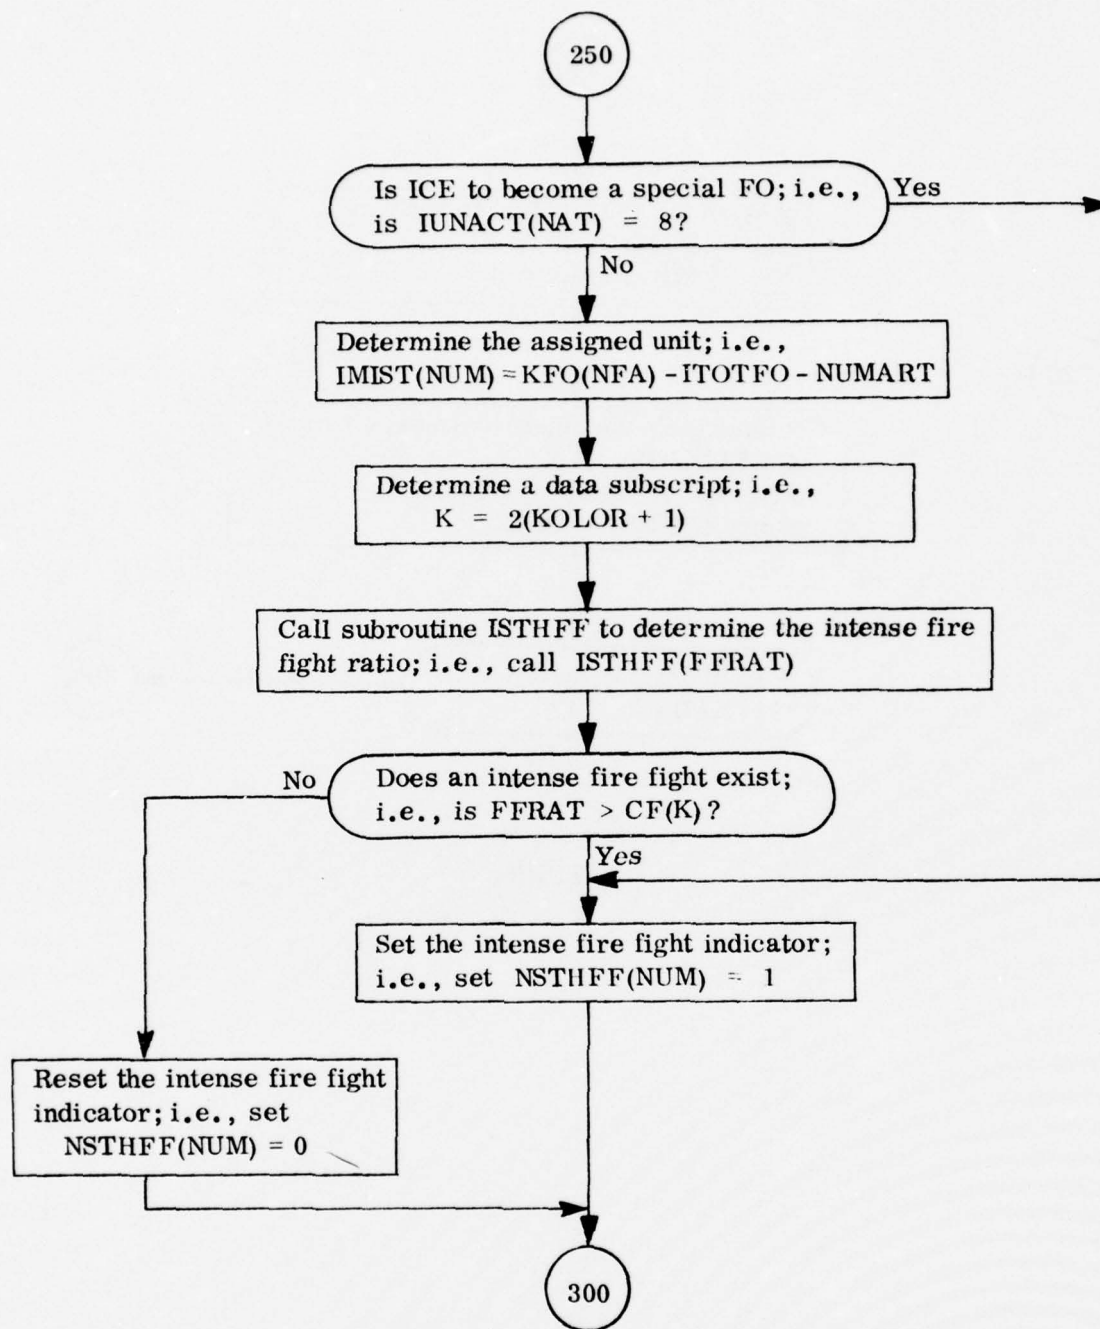 250
Is ICE to become a special FO; i.e.,
is IUNACT(NAT) = 8?
Yes
No
Determine the assigned unit; i.e.,
IMIST(NUM) = KFO(NFA) - ITOTFO - NUMART
Determine a data subscript; i.e.,
K = 2(KOLOR + 1)
Call subroutine ISTHFF to determine the intense fire
fight ratio; i.e., call ISTHFF(FFRAT)
No
Does an intense fire fight exist;
i.e., is FFRAT > CF(K)?
Yes
Set the intense fire fight indicator;
i.e., set NSTHFF(NUM) = 1
Reset the intense fire fight
indicator; i.e., set
NSTHFF(NUM) = 0
300